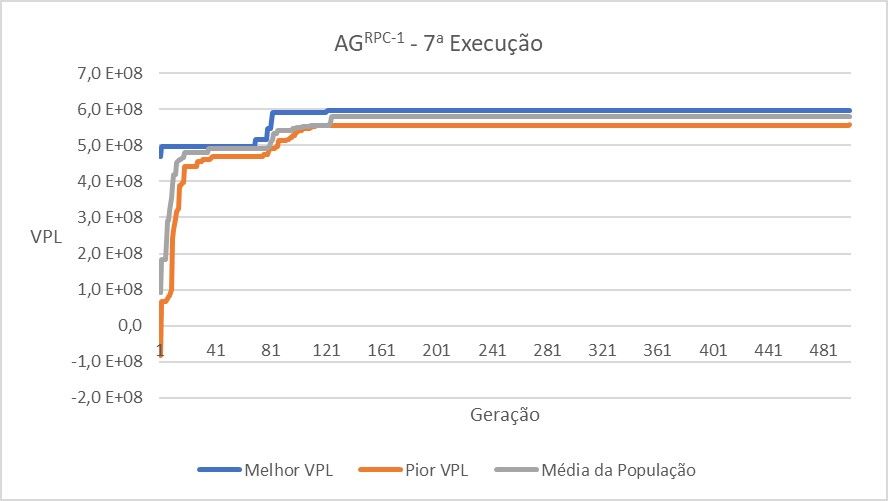 AGRPC-1 - 7ª Execução
7,0 E+08
6,0 E+08
5,0 E+08
4,0 E+08
3,0 E+08
VPL
2,0 E+08
1,0 E+08
0,0
1 41 81 121 161 201 241 281 321 361 401 441 481
-1,0 E+08
-2,0 E+08
Geração
Melhor VPL Pior VPL Média da População